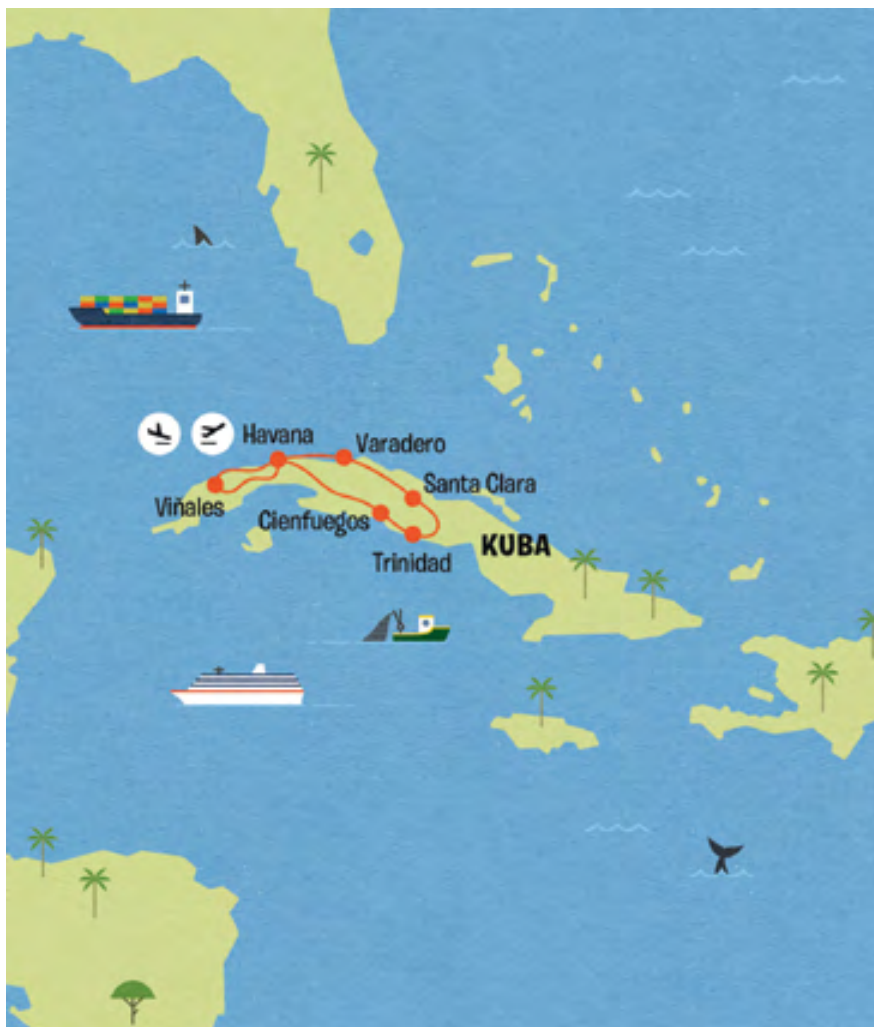 Havana
Varadero
Viñales
Santa Clara
Cienfuegos
KUBA
Trinidad